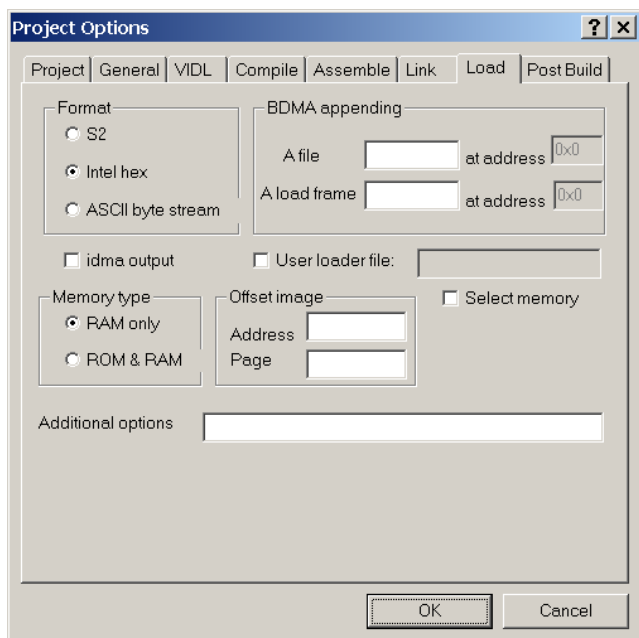 Project Options
Project General VIDL Compile Assemble Link Load Post Build
Format
S2
Intel hex
ASCII byte stream
BDMA appending
A file at address 0x0
A load frame at address 0x0
idma output
User loader file:
Memory type
RAM only
ROM & RAM
Offset image
Address
Page
Select memory
Additional options
OK Cancel